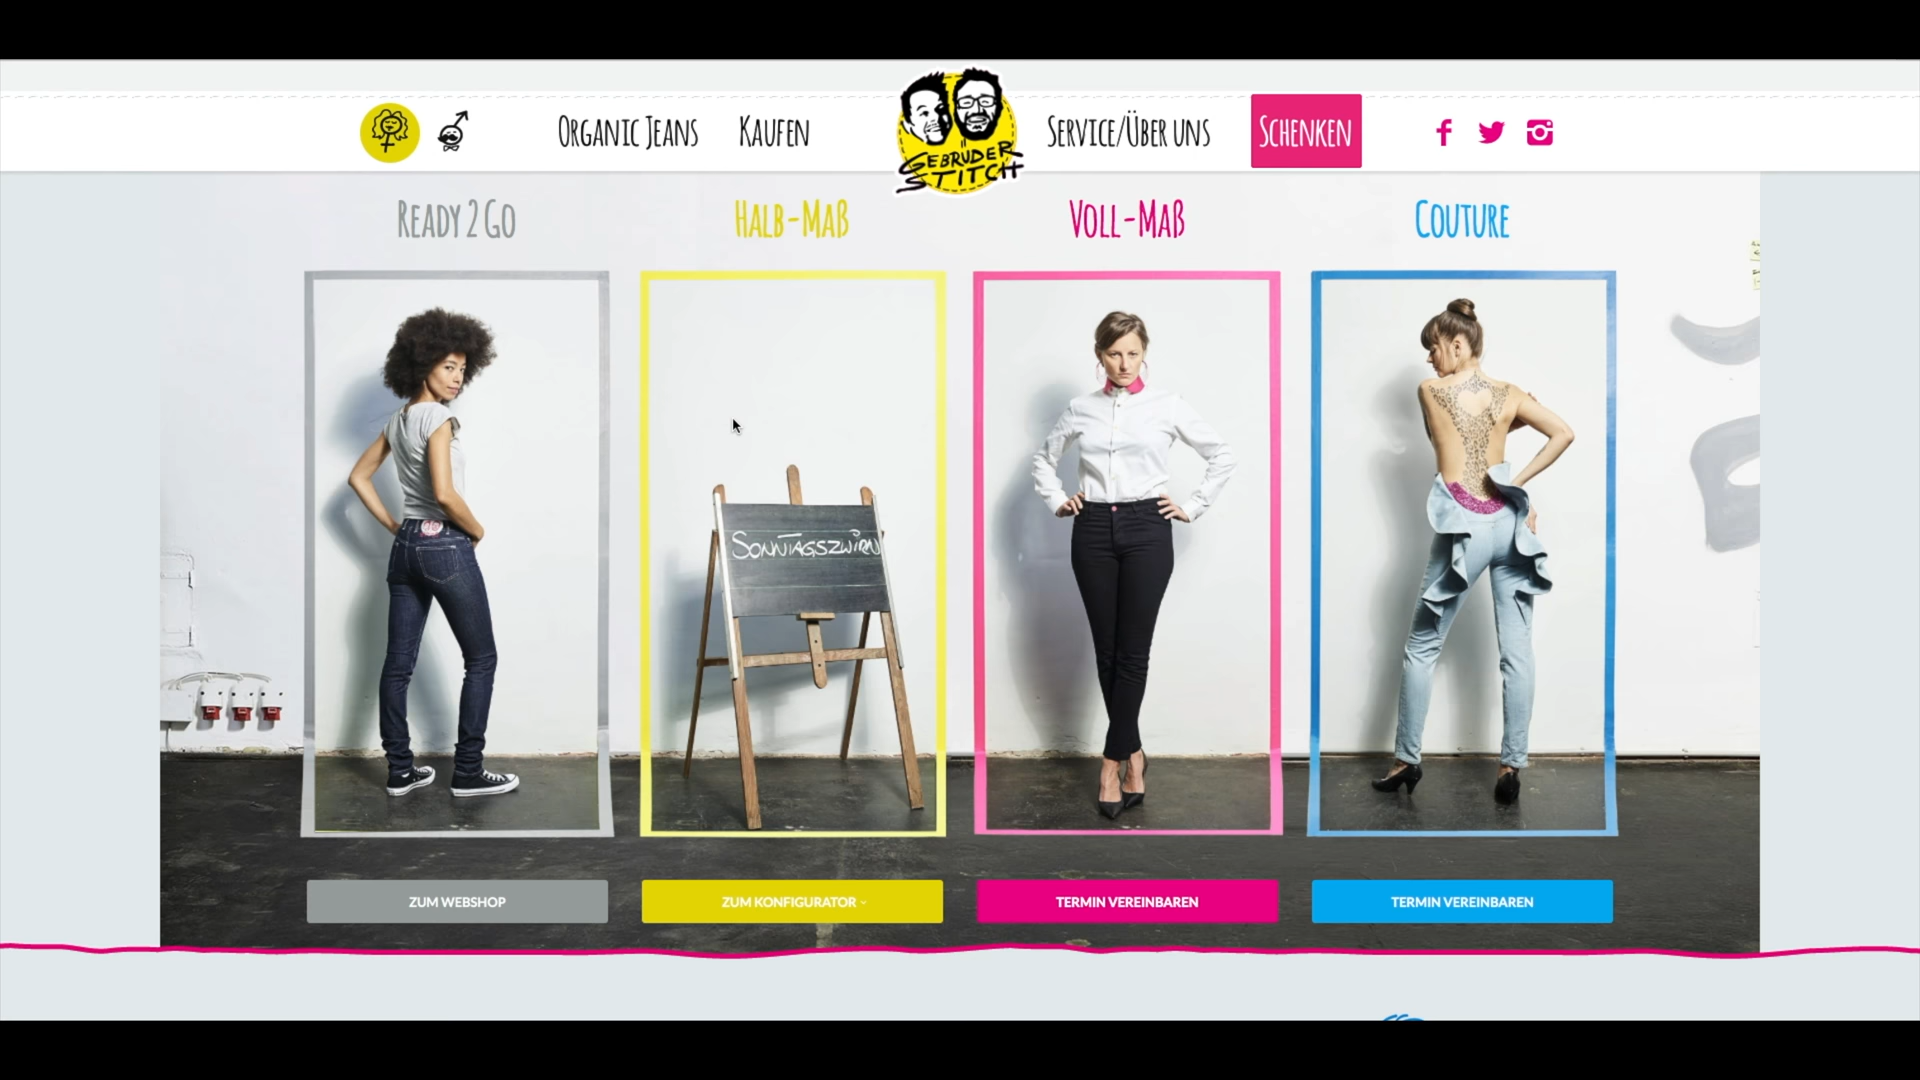 Organic Jeans
Kaufen
Gebrüder
Stitch
Service/Über uns
Schenken
Ready 2 Go
Halb-Maß
Voll-Maß
Couture
Sonntagszwirn
ZUM WEBSHOP
ZUM KONFIGURATOR
TERMIN VEREINBAREN
TERMIN VEREINBAREN